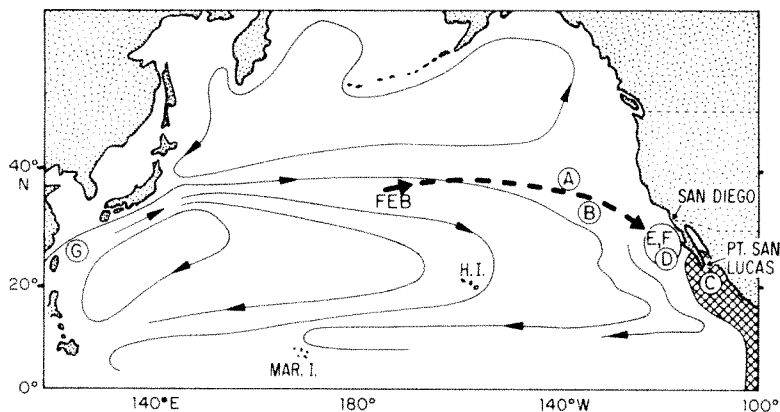 40°
N
20°
0°
FEB
A
B
SAN DIEGO
E,F
D
PT. SAN
LUCAS
C
G
H. I.
MAR. I.
140°E
180°
140°W
100°